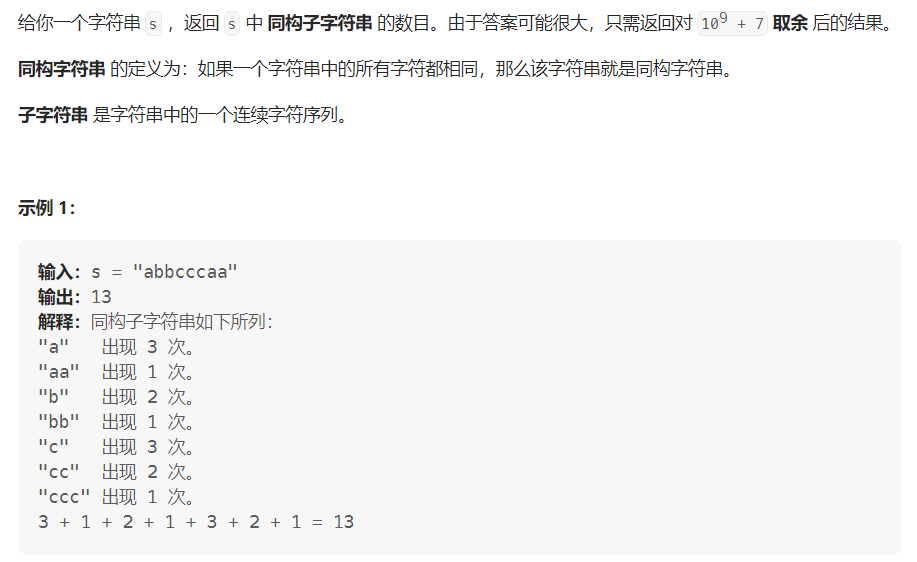 给你一个字符串 s ，返回 s 中 同构子字符串 的数目。由于答案可能很大，只需返回对 10⁹ + 7 取余 后的结果。
同构字符串 的定义为：如果一个字符串中的所有字符都相同，那么该字符串就是同构字符串。
子字符串 是字符串中的一个连续字符序列。
示例 1：
输入：s = "abbcccaa"
输出：13
解释：同构子字符串如下所列：
"a"   出现 3 次。
"aa"  出现 1 次。
"b"   出现 2 次。
"bb"  出现 1 次。
"c"   出现 3 次。
"cc"  出现 2 次。
"ccc" 出现 1 次。
3 + 1 + 2 + 1 + 3 + 2 + 1 = 13